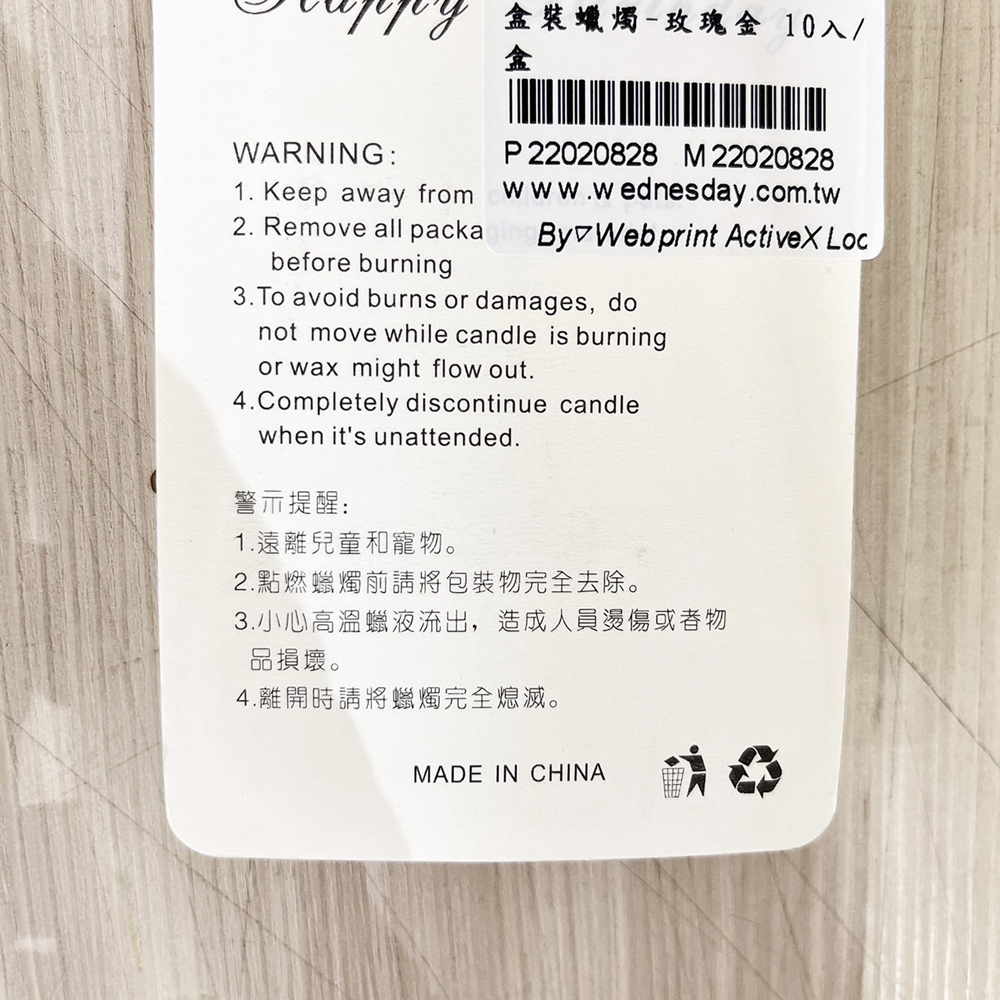 Happy
盒裝蠟燭-玫瑰金 10入/
盒
P22020828 M22020828
www.wednesday.com.tw
By▽Webprint ActiveX Loc
WARNING:
1. Keep away from children & pets.
2. Remove all packaging
before burning
3.To avoid burns or damages, do
not move while candle is burning
or wax might flow out.
4.Completely discontinue candle
when it's unattended.
警示提醒:
1.遠離兒童和寵物。
2.點燃蠟燭前請將包裝物完全去除。
3.小心高溫蠟液流出，造成人員燙傷或者物
品損壞。
4.離開時請將蠟燭完全熄滅。
MADE IN CHINA